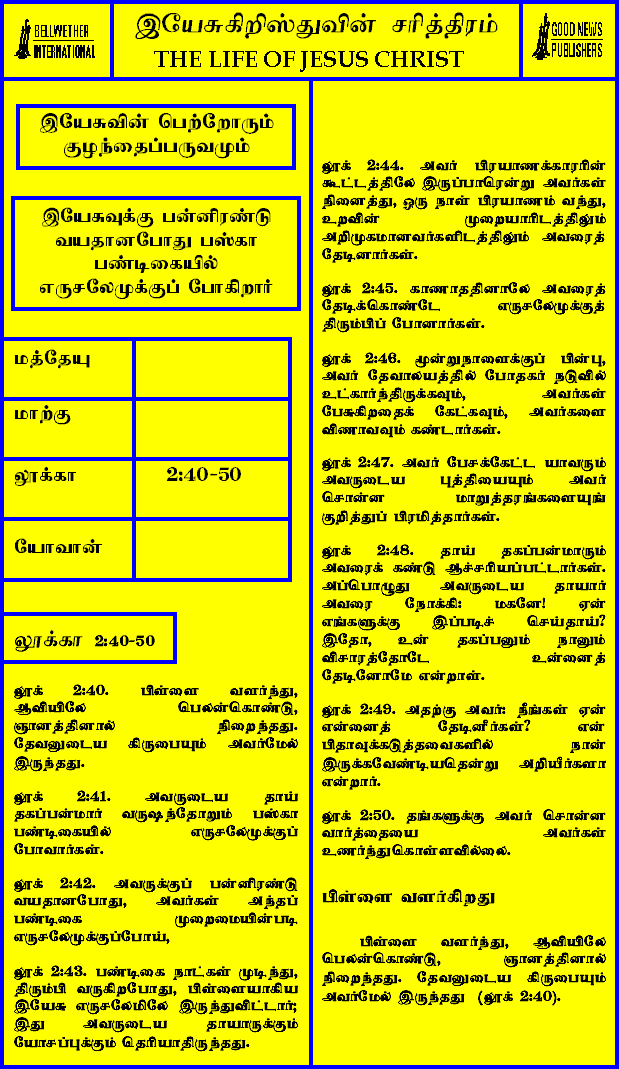 BELLWETHER
INTERNATIONAL
இயேசுகிறிஸ்துவின் சரித்திரம்
THE LIFE OF JESUS CHRIST
GOOD NEWS
PUBLISHERS
இயேசுவின் பெற்றோரும்
குழந்தைப்பருவமும்
இயேசுவுக்கு பன்னிரண்டு
வயதானபோது பஸ்கா
பண்டிகையில்
எருசலேமுக்குப் போகிறார்
மத்தேயு
மாற்கு
லூக்கா 2:40-50
யோவான்
லூக்கா 2:40-50
லூக் 2:40. பிள்ளை வளர்ந்து,
ஆவியிலே பெலன்கொண்டு,
ஞானத்தினால் நிறைந்தது.
தேவனுடைய கிருபையும் அவர்மேல்
இருந்தது.
லூக் 2:41. அவருடைய தாய்
தகப்பன்மார் வருஷந்தோறும் பஸ்கா
பண்டிகையில் எருசலேமுக்குப்
போவார்கள்.
லூக் 2:42. அவருக்குப் பன்னிரண்டு
வயதானபோது, அவர்கள் அந்தப்
பண்டிகை முறைமையின்படி
எருசலேமுக்குப்போய்,
லூக் 2:43. பண்டிகை நாட்கள் முடிந்து,
திரும்பி வருகிறபோது, பிள்ளையாகிய
இயேசு எருசலேமிலே இருந்துவிட்டார்;
இது அவருடைய தாயாருக்கும்
யோசப்புக்கும் தெரியாதிருந்தது.
லூக் 2:44. அவர் பிரயாணக்காரரின்
கூட்டத்திலே இருப்பாரென்று அவர்கள்
நினைத்து, ஒரு நாள் பிரயாணம் வந்து,
உறவின் முறையாரிடத்திலும்
அறிமுகமானவர்களிடத்திலும் அவரைத்
தேடினார்கள்.
லூக் 2:45. காணாததினாலே அவரைத்
தேடிக்கொண்டே எருசலேமுக்குத்
திரும்பிப் போனார்கள்.
லூக் 2:46. மூன்றுநாளைக்குப் பின்பு,
அவர் தேவாலயத்தில் போதகர் நடுவில்
உட்கார்ந்திருக்கவும், அவர்கள்
பேசுகிறதைக் கேட்கவும், அவர்களை
வினாவவும் கண்டார்கள்.
லூக் 2:47. அவர் பேசக்கேட்ட யாவரும்
அவருடைய புத்தியையும் அவர்
சொன்ன மாறுத்தரங்களையுங்
குறித்துப் பிரமித்தார்கள்.
லூக் 2:48. தாய் தகப்பன்மாரும்
அவரைக் கண்டு ஆச்சரியப்பட்டார்கள்.
அப்பொழுது அவருடைய தாயார்
அவரை நோக்கி: மகனே! ஏன்
எங்களுக்கு இப்படிச் செய்தாய்?
இதோ, உன் தகப்பனும் நானும்
விசாரத்தோடே உன்னைத்
தேடினோமே என்றாள்.
லூக் 2:49. அதற்கு அவர்: நீங்கள் ஏன்
என்னைத் தேடினீர்கள்? என்
பிதாவுக்கடுத்தவைகளில் நான்
இருக்கவேண்டியதென்று அறியீர்களா
என்றார்.
லூக் 2:50. தங்களுக்கு அவர் சொன்ன
வார்த்தையை அவர்கள்
உணர்ந்துகொள்ளவில்லை.
பிள்ளை வளர்கிறது
பிள்ளை வளர்ந்து, ஆவியிலே
பெலன்கொண்டு, ஞானத்தினால்
நிறைந்தது. தேவனுடைய கிருபையும்
அவர்மேல் இருந்தது (லூக் 2:40).